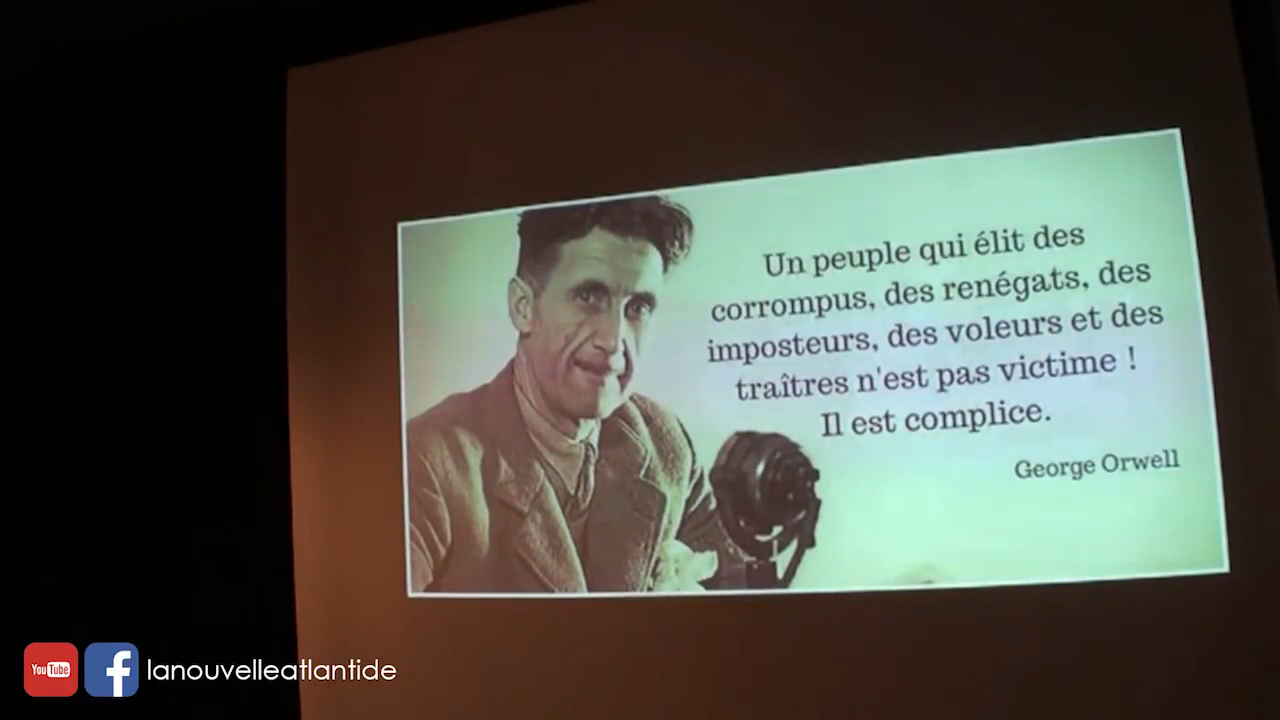 Un peuple qui élit des
corrompus, des renégats, des
imposteurs, des voleurs et des
traîtres n'est pas victime !
Il est complice.
George Orwell
YouTube
f
lanouvelleatlantide